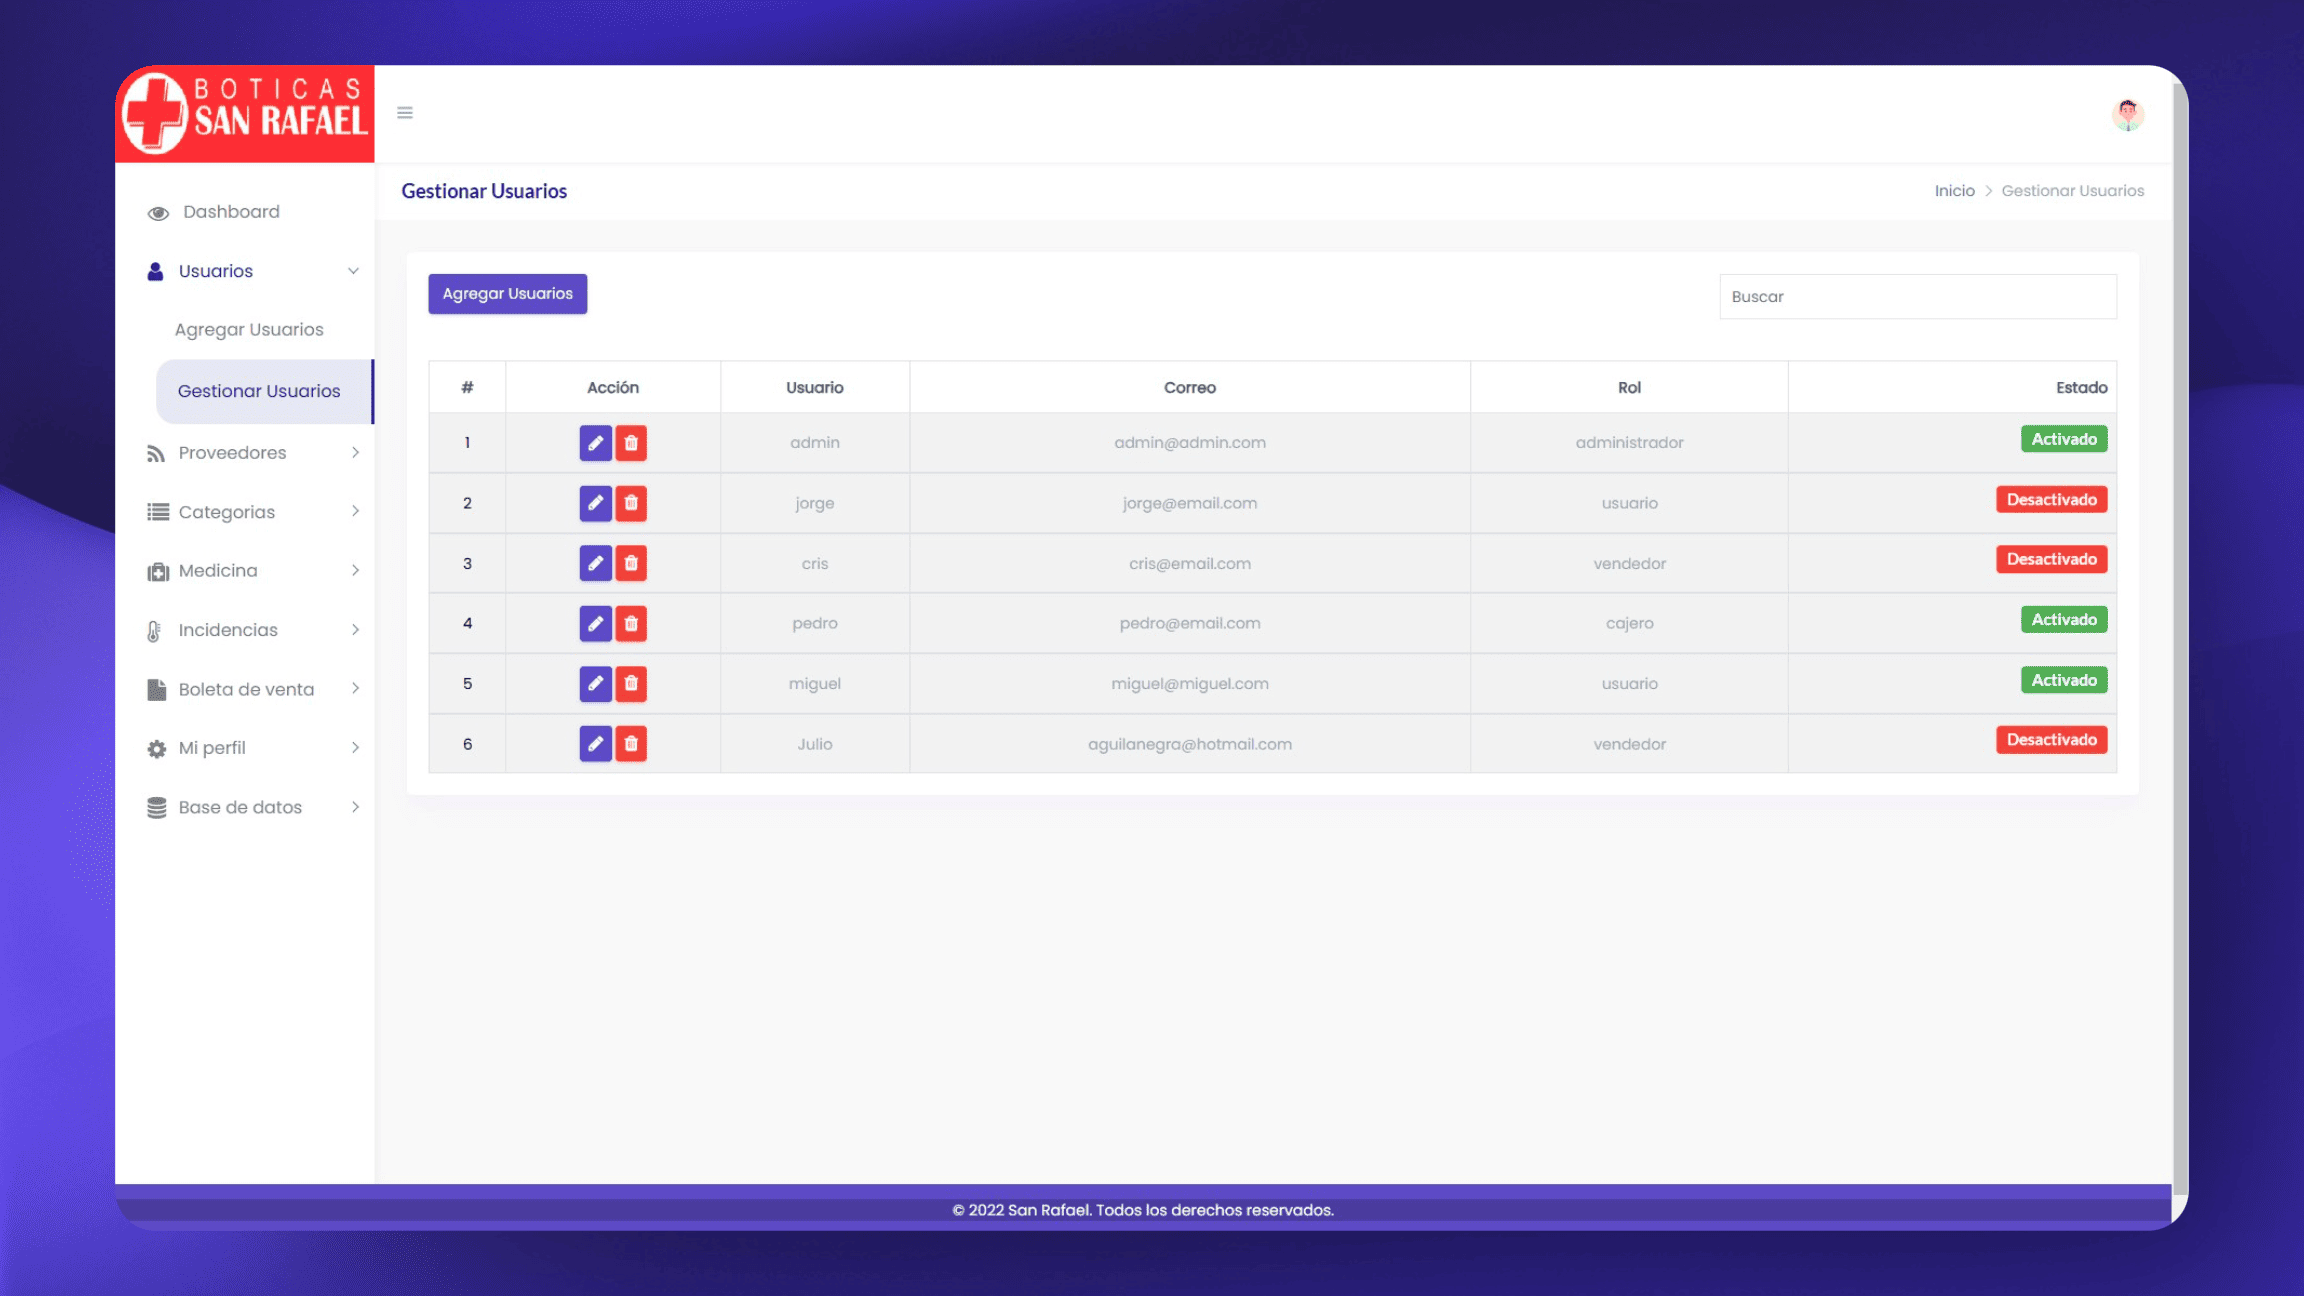 BOTICAS
SAN RAFAEL
Gestionar Usuarios
Inicio > Gestionar Usuarios
Dashboard
Usuarios
Agregar Usuarios
Gestionar Usuarios
Proveedores
Categorias
Medicina
Incidencias
Boleta de venta
Mi perfil
Base de datos
Agregar Usuarios
Buscar
# Acción Usuario Correo Rol Estado
1 admin admin@admin.com administrador Activado
2 jorge jorge@email.com usuario Desactivado
3 cris cris@email.com vendedor Desactivado
4 pedro pedro@email.com cajero Activado
5 miguel miguel@miguel.com usuario Activado
6 Julio aguilanegra@hotmail.com vendedor Desactivado
© 2022 San Rafael. Todos los derechos reservados.